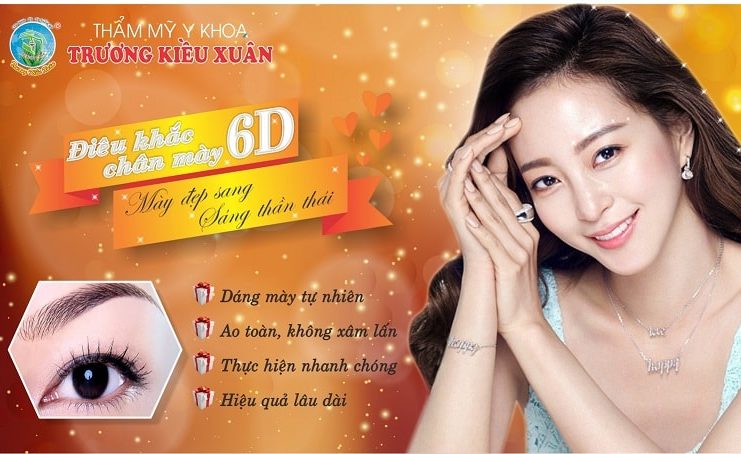 THẨM MỸ Y KHOA
TRƯƠNG KIỀU XUÂN
Điêu khắc
chân mày 6D
Mày đẹp sang
Sáng thần thái
Dáng mày tự nhiên
Ao toàn, không xâm lấn
Thực hiện nhanh chóng
Hiệu quả lâu dài
happy